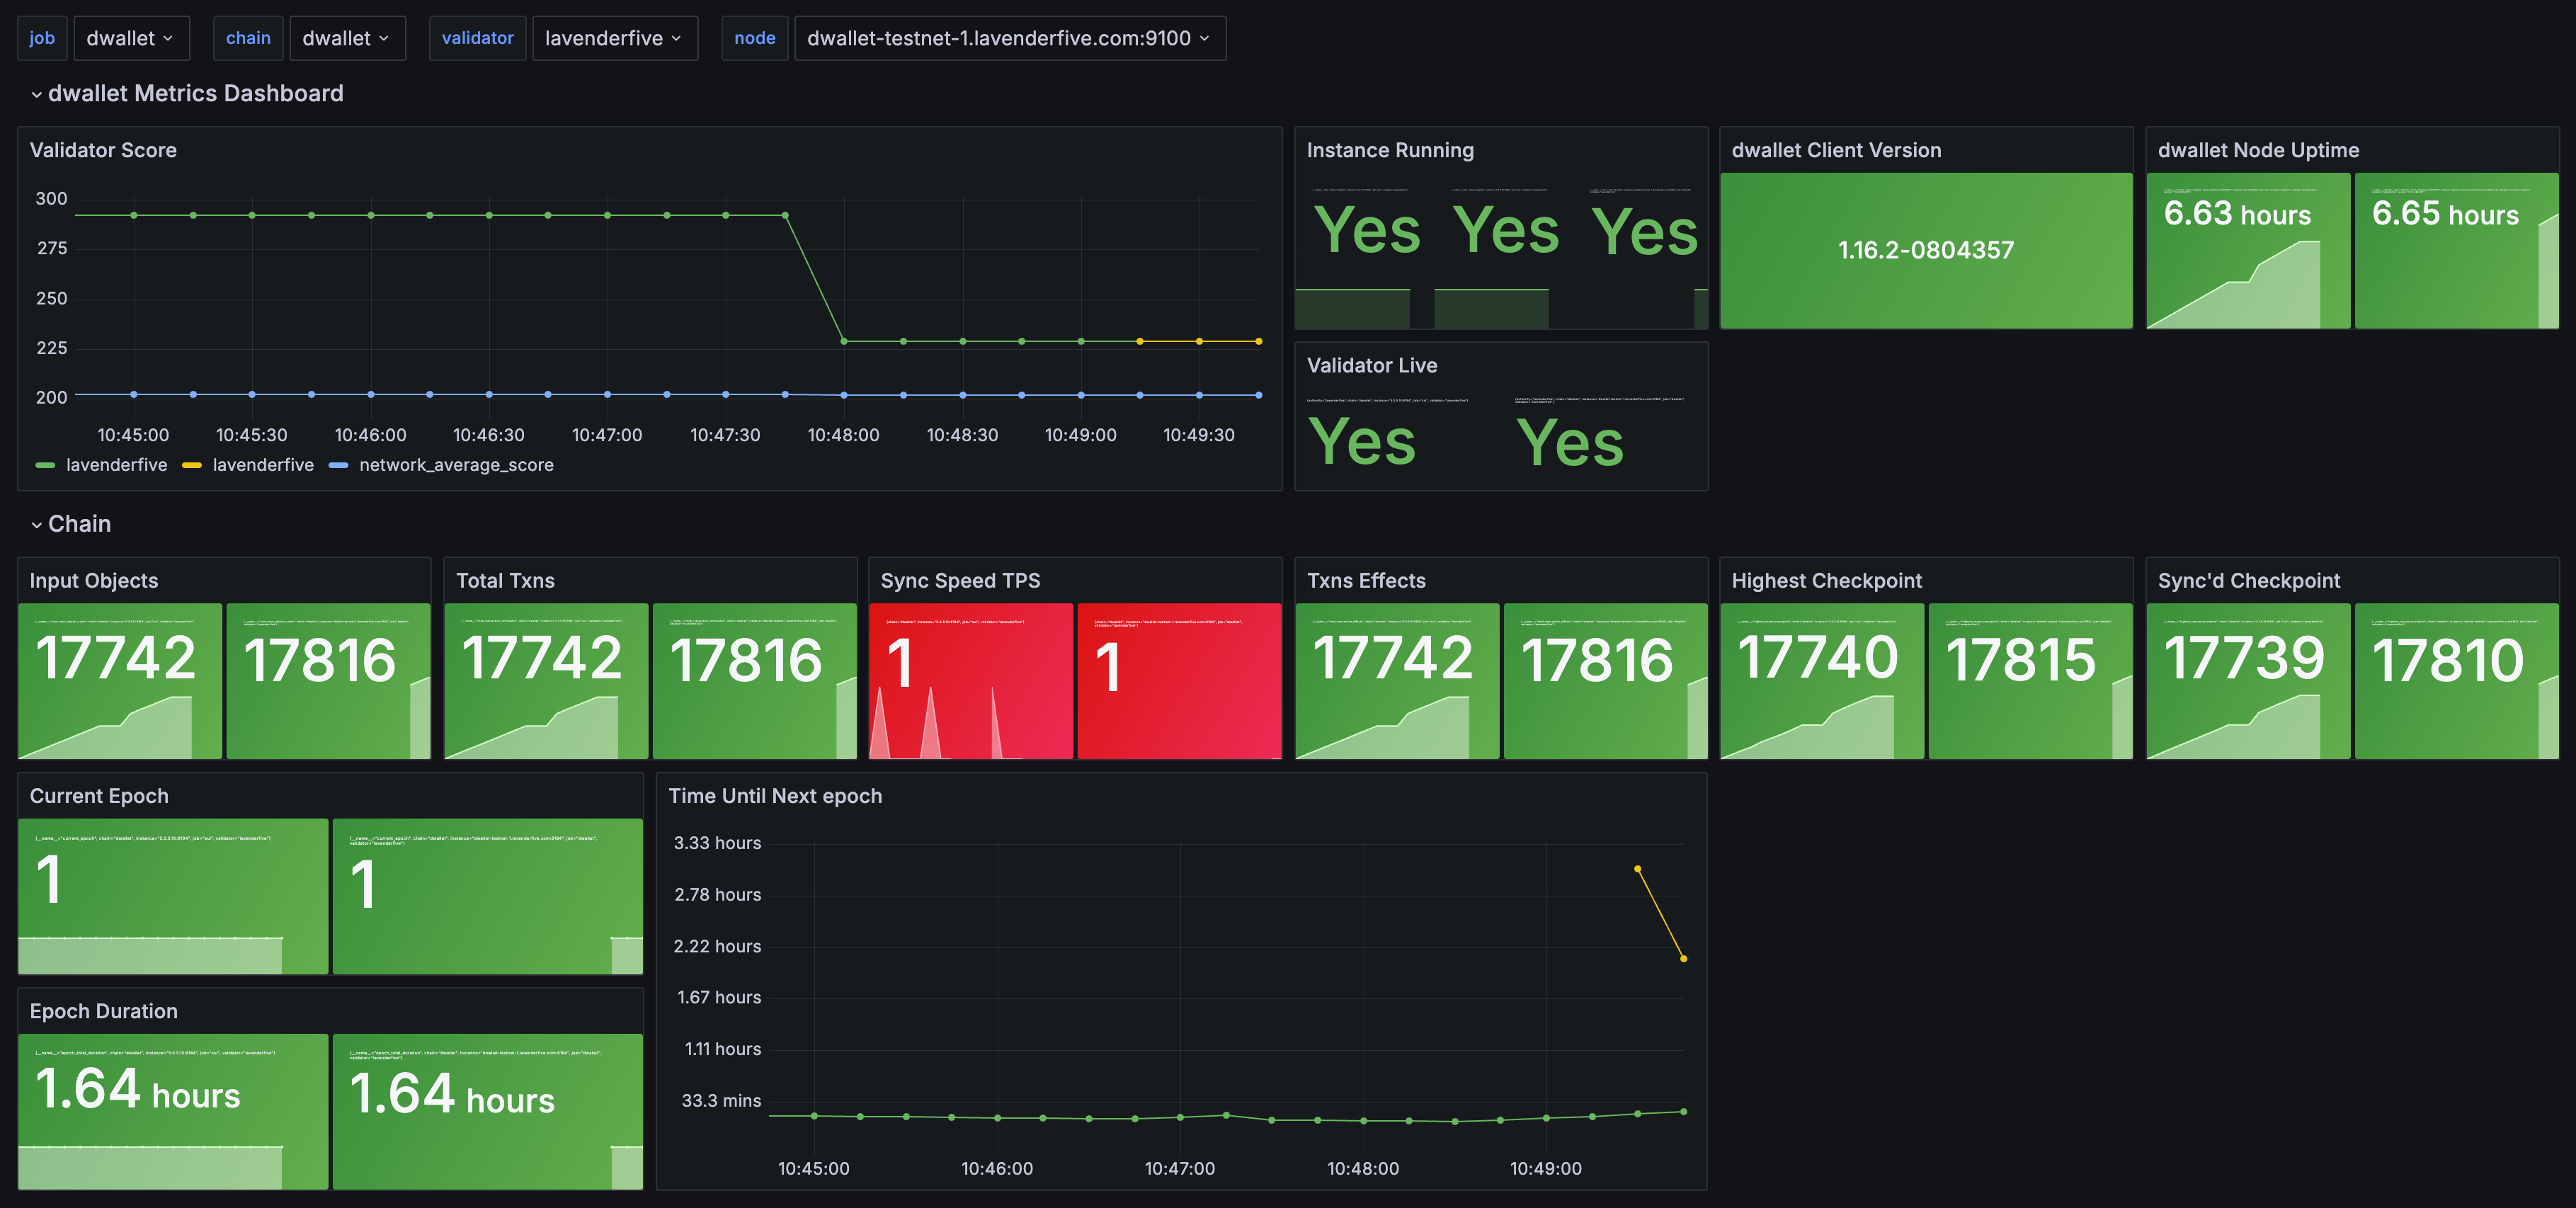 job dwallet chain dwallet validator lavenderfive node dwallet-testnet-1.lavenderfive.com:9100
dwallet Metrics Dashboard
Validator Score
300
275
250
225
200
10:45:00 10:45:30 10:46:00 10:46:30 10:47:00 10:47:30 10:48:00 10:48:30 10:49:00 10:49:30
lavenderfive lavenderfive network_average_score
Instance Running
Yes Yes Yes
dwallet Client Version
1.16.2-0804357
dwallet Node Uptime
6.63 hours 6.65 hours
Validator Live
Yes Yes
Chain
Input Objects
17742 17816
Total Txns
17742 17816
Sync Speed TPS
1 1
Txns Effects
17742 17816
Highest Checkpoint
17740 17815
Sync'd Checkpoint
17739 17810
Current Epoch
1 1
Epoch Duration
1.64 hours 1.64 hours
Time Until Next epoch
3.33 hours
2.78 hours
2.22 hours
1.67 hours
1.11 hours
33.3 mins
10:45:00 10:46:00 10:47:00 10:48:00 10:49:00